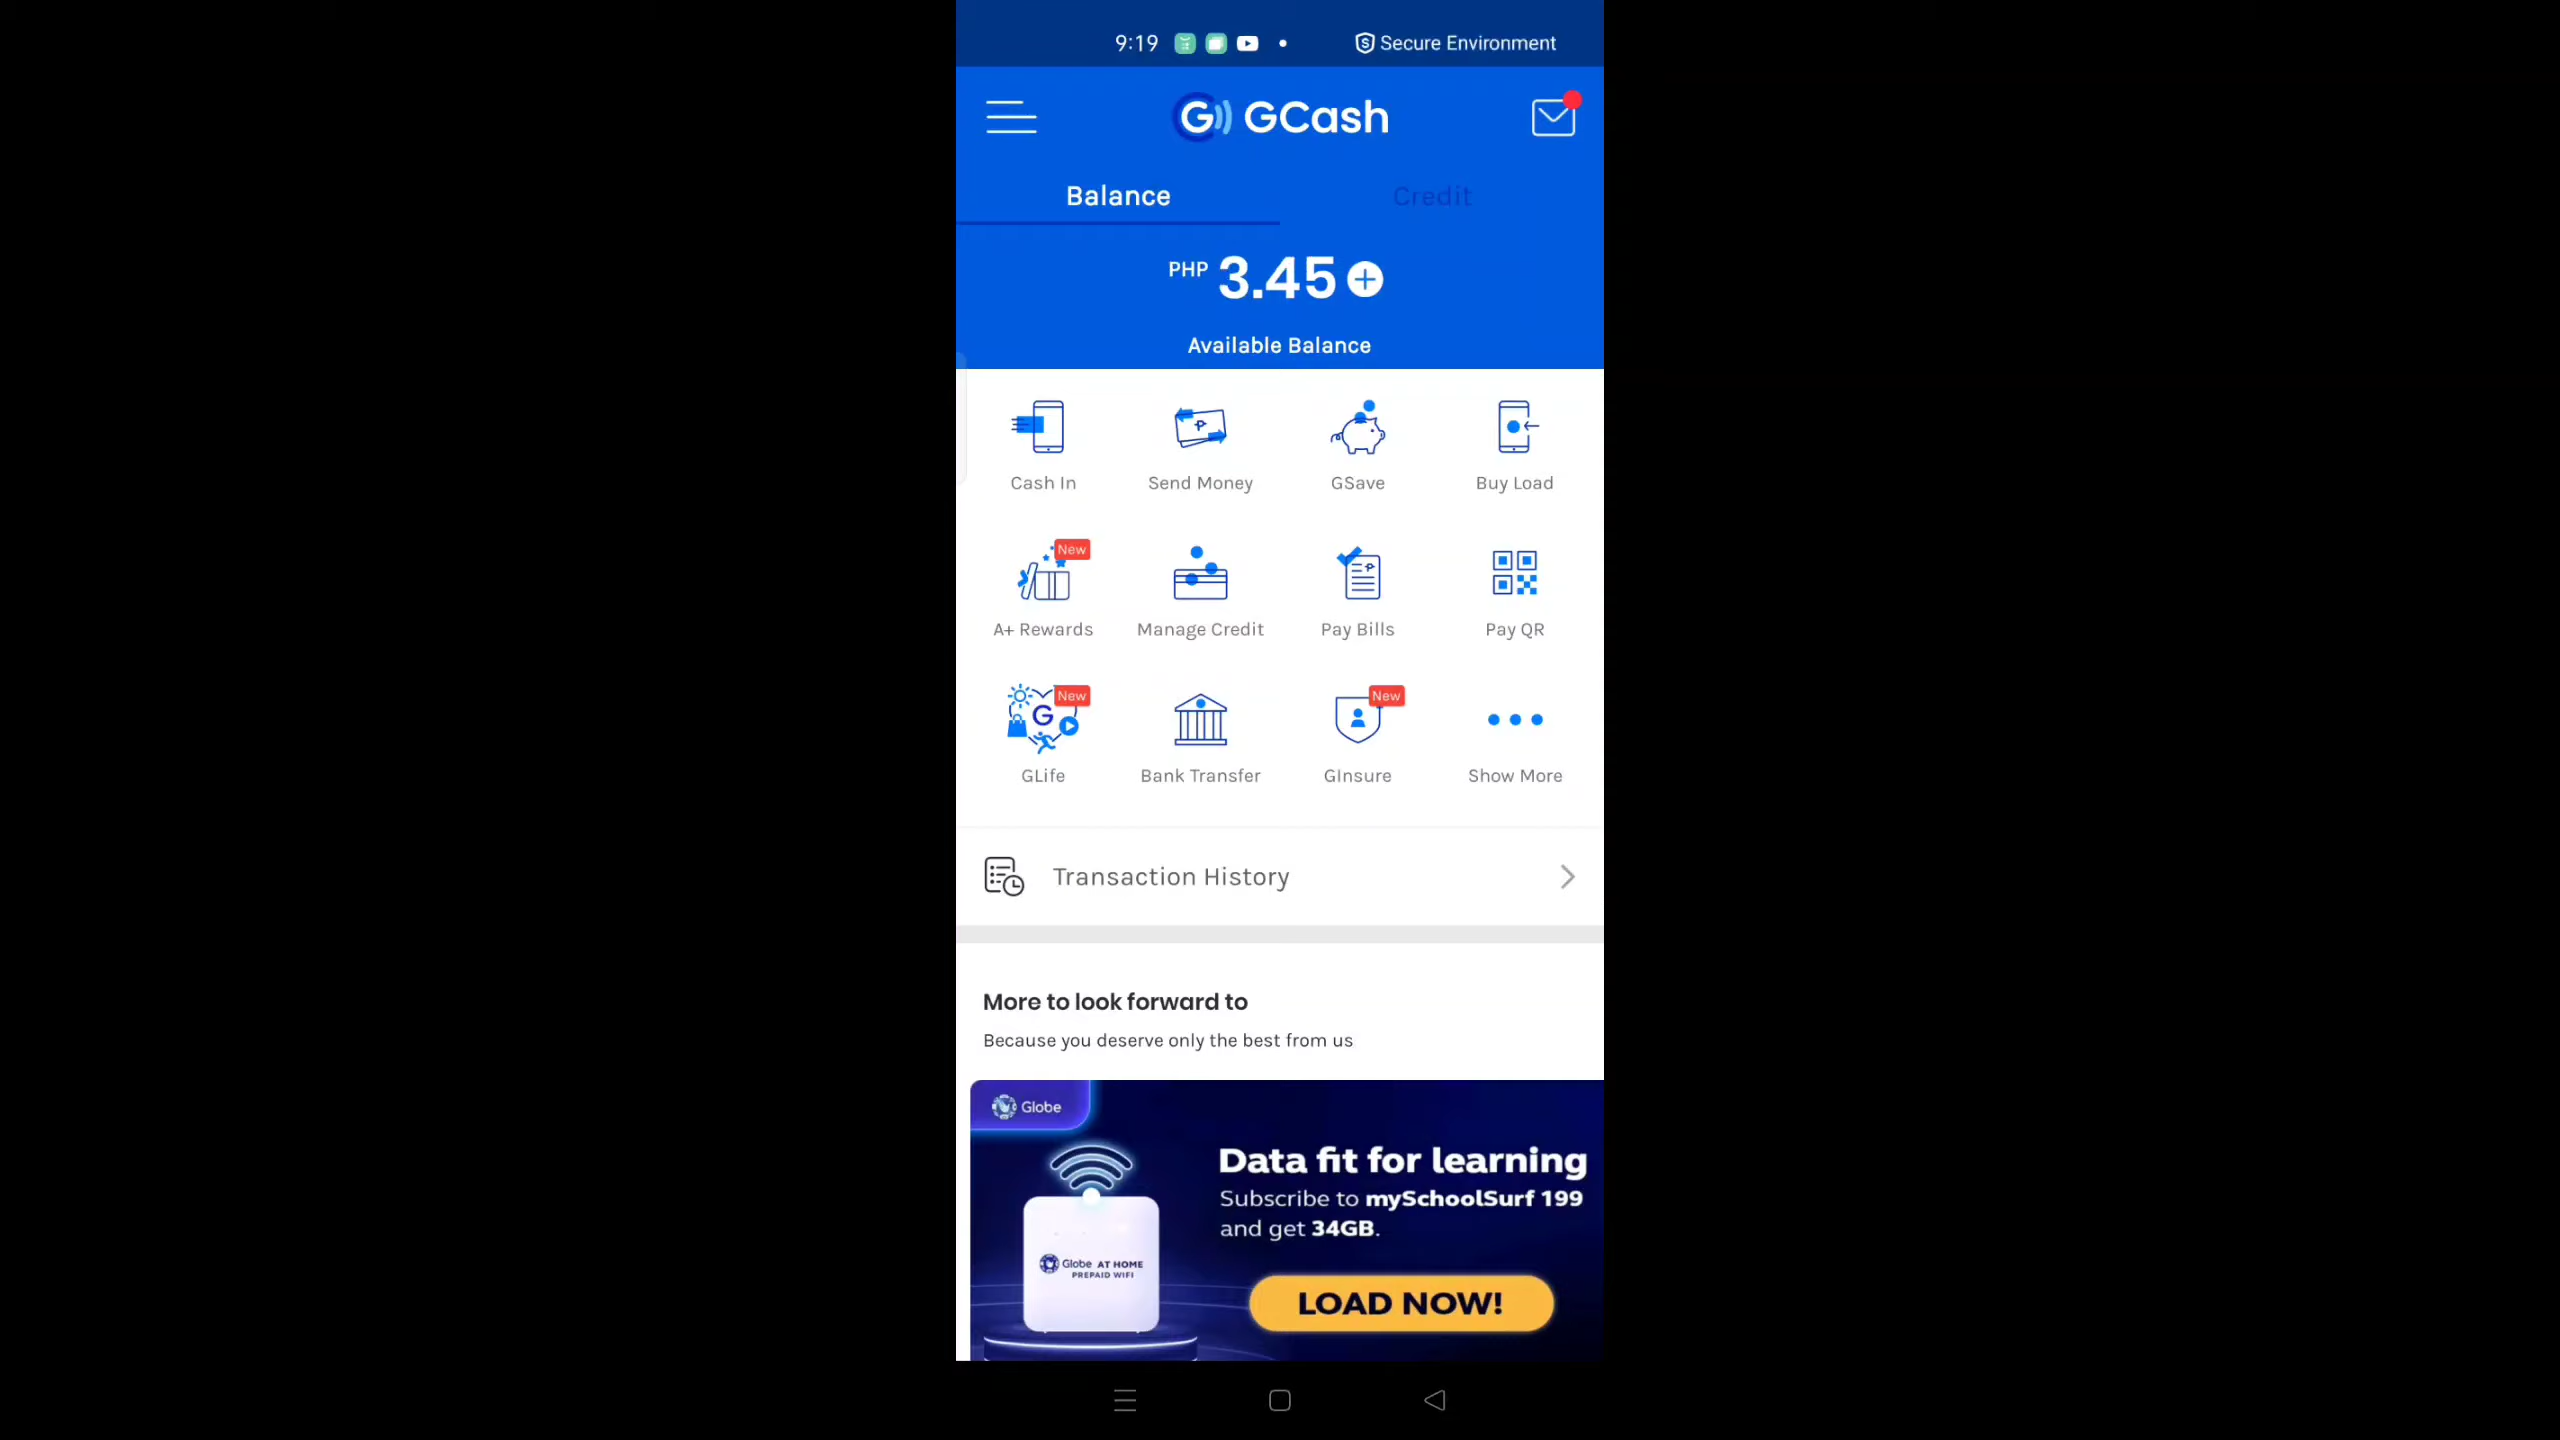 9:19
Secure Environment
GCash
Balance
Credit
PHP 3.45
Available Balance
Cash In
Send Money
GSave
Buy Load
New
A+ Rewards
Manage Credit
Pay Bills
Pay QR
New
G
New
GLife
Bank Transfer
GInsure
Show More
Transaction History
More to look forward to
Because you deserve only the best from us
Globe
Data fit for learning
Subscribe to mySchoolSurf 199
and get 34GB.
Globe AT HOME
PREPAID WIFI
LOAD NOW!